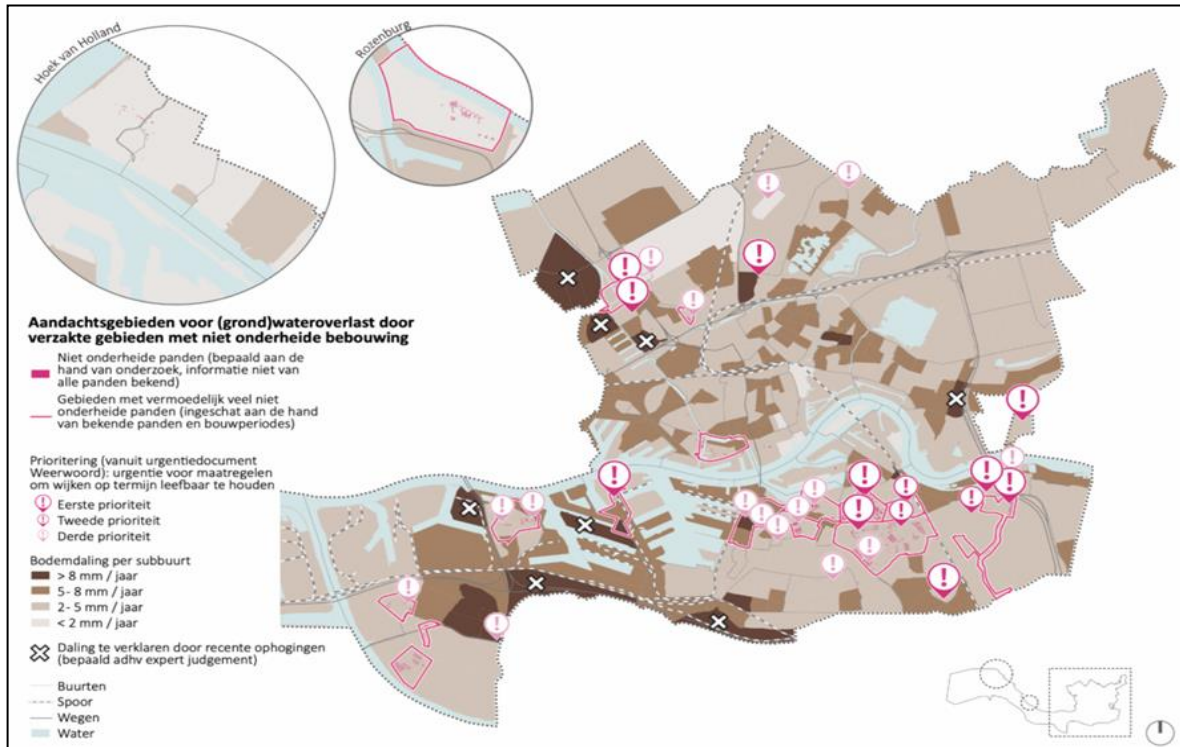 Hoek van Holland
Rozenburg
Aandachtsgebieden voor (grond)wateroverlast door
verzakte gebieden met niet onderheide bebouwing
Niet onderheide panden (bepaald aan de
hand van onderzoek, informatie niet van
alle panden bekend)
Gebieden met vermoedelijk veel niet
onderheide panden (ingeschat aan de hand
van bekende panden en bouwperiodes)
Prioritering (vanuit urgentiedocument
Weerwoord): urgentie voor maatregelen
om wijken op termijn leefbaar te houden
Eerste prioriteit
Tweede prioriteit
Derde prioriteit
Bodemdaling per subbuurt
> 8 mm / jaar
5- 8 mm / jaar
2- 5 mm / jaar
< 2 mm / jaar
Daling te verklaren door recente ophogingen
(bepaald adhv expert judgement)
Buurten
Spoor
Wegen
Water